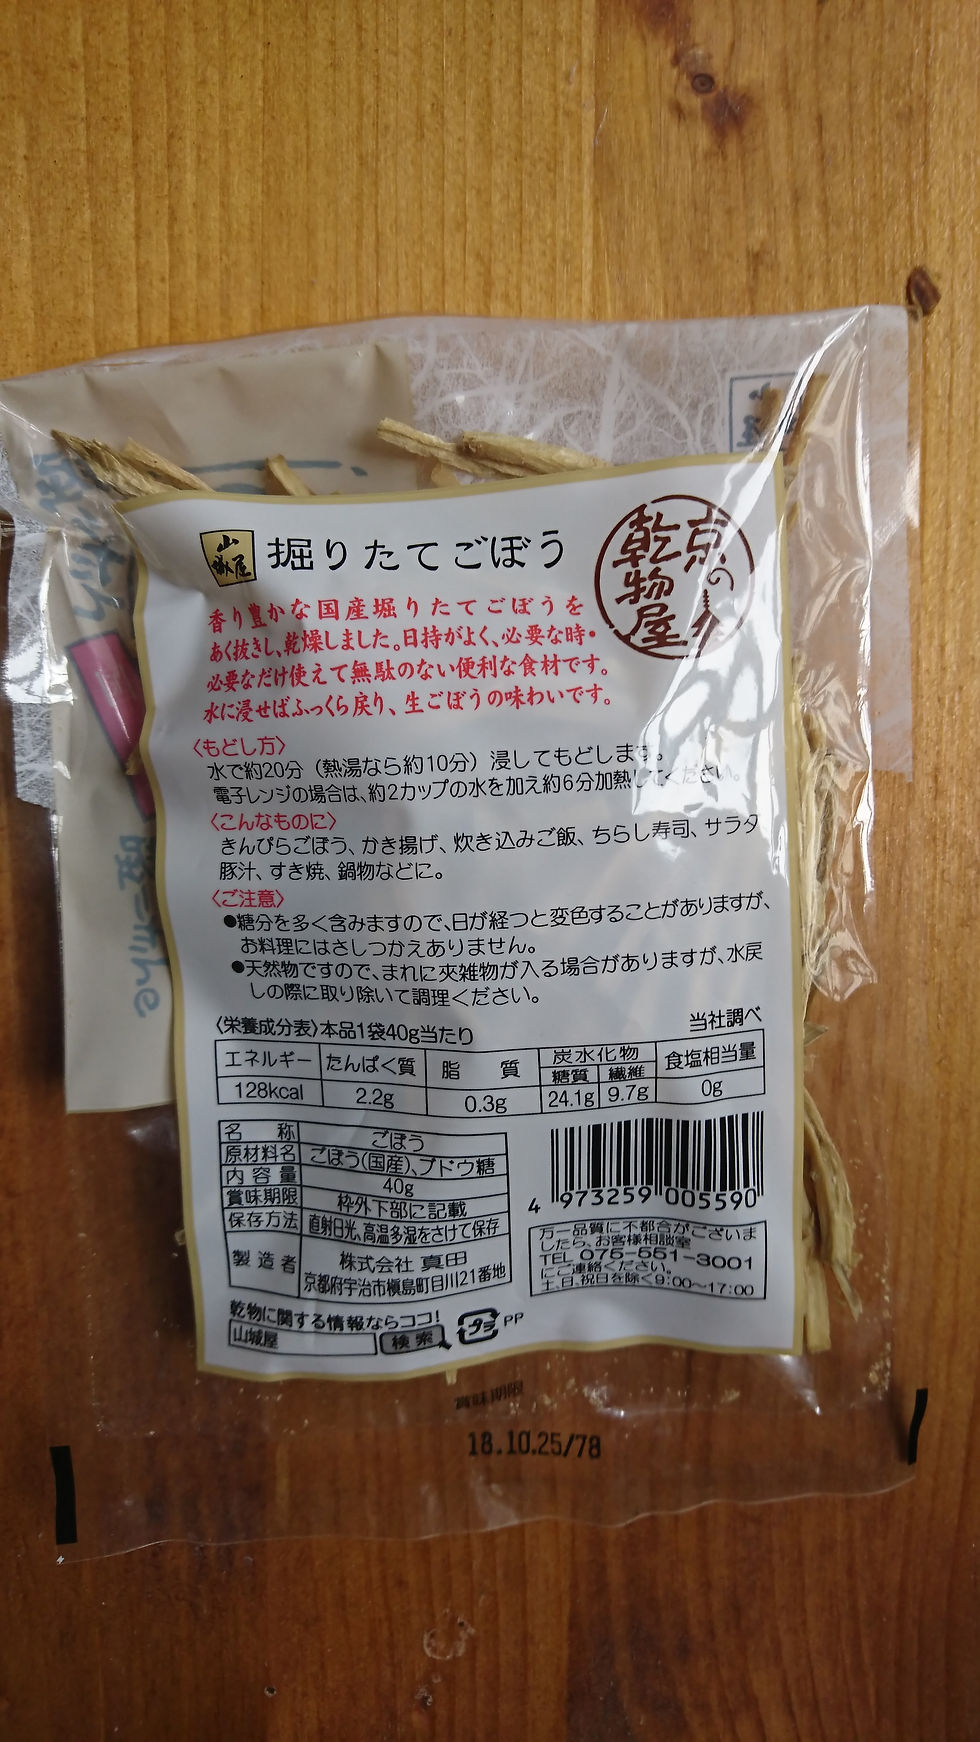 山城屋
掘りたてごぼう
京の
乾物屋
香り豊かな国産掘りたてごぼうを
あく抜きし、乾燥しました。日持がよく、必要な時・
必要なだけ使えて無駄のない便利な食材です。
水に浸せばふっくら戻り、生ごぼうの味わいです。
〈もどし方〉
水で約20分(熱湯なら約10分)浸してもどします。
電子レンジの場合は、約2カップの水を加え約6分加熱してください。
〈こんなものに〉
きんぴらごぼう、かき揚げ、炊き込みご飯、ちらし寿司、サラダ
豚汁、すき焼、鍋物などに。
〈ご注意〉
●糖分を多く含みますので、日が経つと変色することがありますが、
お料理にはさしつかえありません。
●天然物ですので、まれに夾雑物が入る場合がありますが、水戻
しの際に取り除いて調理ください。
〈栄養成分表〉本品1袋40g当たり 当社調べ
エネルギー たんぱく質 脂質 炭水化物 食塩相当量
糖質 繊維
128kcal 2.2g 0.3g 24.1g 9.7g 0g
名称 ごぼう
原材料名 ごぼう(国産)、ブドウ糖
内容量 40g
賞味期限 枠外下部に記載
保存方法 直射日光、高温多湿をさけて保存
製造者 株式会社 真田
京都府宇治市槇島町目川21番地
4 973259 005590
万一品質に不都合がございま
したら、お客様相談室
TEL 075-551-3001
にご連絡ください。
土、日、祝日を除く9:00〜17:00
乾物に関する情報ならココ!
山城屋 検索
プラ PP
賞味期限
18.10.25/78